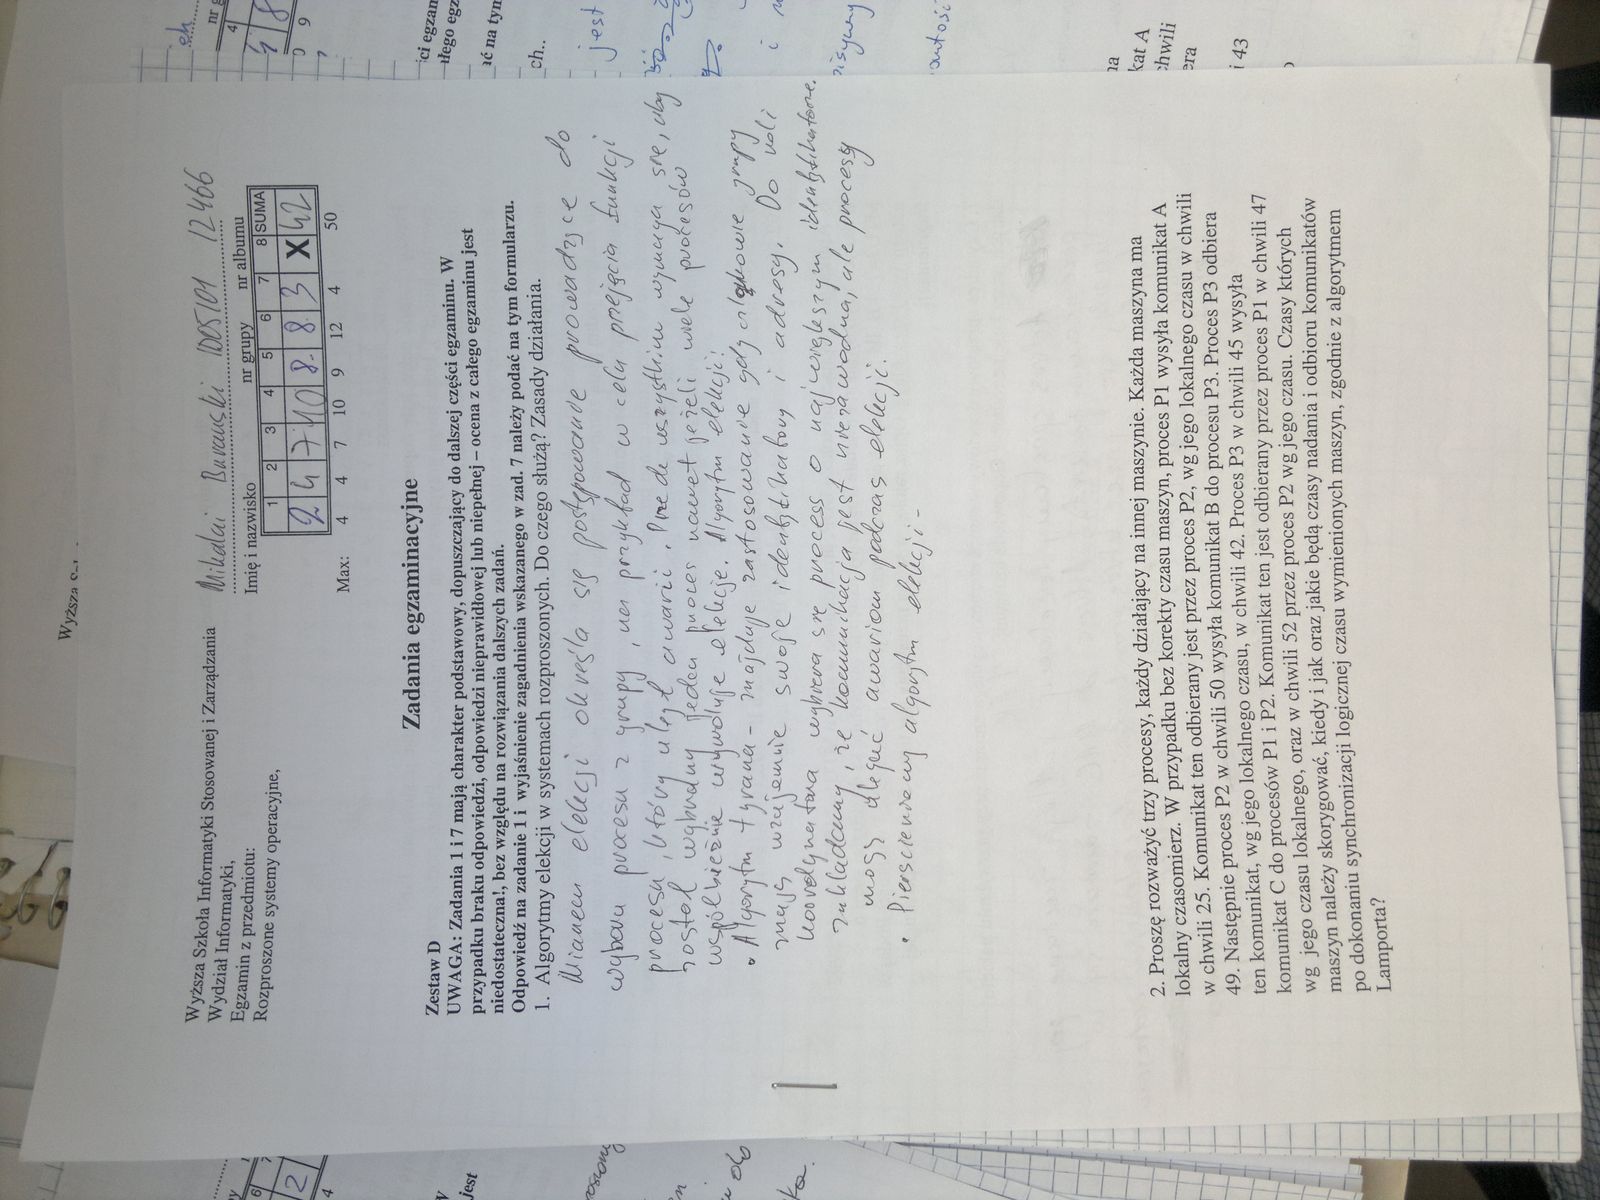 Wyższa
Wyższa Szkoła Informatyki Stosowanej i Zarządzania
Wydział Informatyki,
Egzamin z przedmiotu:
Rozproszone systemy operacyjne,
Mikalai Buranski ID05/01 12466
Imię i nazwisko nr grupy nr albumu
1 2 3 4 5 6 7 8 SUMA
2 4 7 10 8. 8. 3 X 42
Max: 4 4 7 10 9 12 4 50
Zadania egzaminacyjne
Zestaw D
UWAGA: Zadania 1 i 7 mają charakter podstawowy, dopuszczający do dalszej części egzaminu. W
przypadku braku odpowiedzi, odpowiedzi nieprawidłowej lub niepełnej – ocena z całego egzaminu jest
niedostateczna!, bez względu na rozwiązania dalszych zadań.
Odpowiedź na zadanie 1 i wyjaśnienie zagadnienia wskazanego w zad. 7 należy podać na tym formularzu.
1. Algorytmy elekcji w systemach rozproszonych. Do czego służą? Zasady działania.
Mianem elekcji określa się postępowanie prowadzące do
wyboru procesu z grupy, na przykład w celu przejęcia funkcji
procesu, który uległ awarii. Przede wszystkim wymaga się, aby
został wybrany jeden proces nawet jeżeli wiele procesów
współbieżnie wywołuje elekcje. Algorytm elekcji:
• Algorytm tyrana - znajduje zastosowanie gdy członkowie grupy
znają wzajemnie swoje identyfikatory i adresy. Do roli
koordynatora wybiera się process o największym identyfikatorze.
zakładamy, że komunikacja jest niezawodna, ale procesy
mogą ulegać awariom podczas elekcji.
• Pierscieniowy algorytm elekcji -
2. Proszę rozważyć trzy procesy, każdy działający na innej maszynie. Każda maszyna ma
lokalny czasomierz. W przypadku bez korekty czasu maszyn, proces P1 wysyła komunikat A
w chwili 25. Komunikat ten odbierany jest przez proces P2, wg jego lokalnego czasu w chwili
49. Następnie proces P2 w chwili 50 wysyła komunikat B do procesu P3. Proces P3 odbiera
ten komunikat, wg jego lokalnego czasu, w chwili 42. Proces P3 w chwili 45 wysyła
komunikat C do procesów P1 i P2. Komunikat ten jest odbierany przez proces P1 w chwili 47
wg jego czasu lokalnego, oraz w chwili 52 przez proces P2 wg jego czasu. Czasy których
maszyn należy skorygować, kiedy i jak oraz jakie będą czasy nadania i odbioru komunikatów
po dokonaniu synchronizacji logicznej czasu wymienionych maszyn, zgodnie z algorytmem
Lamporta?